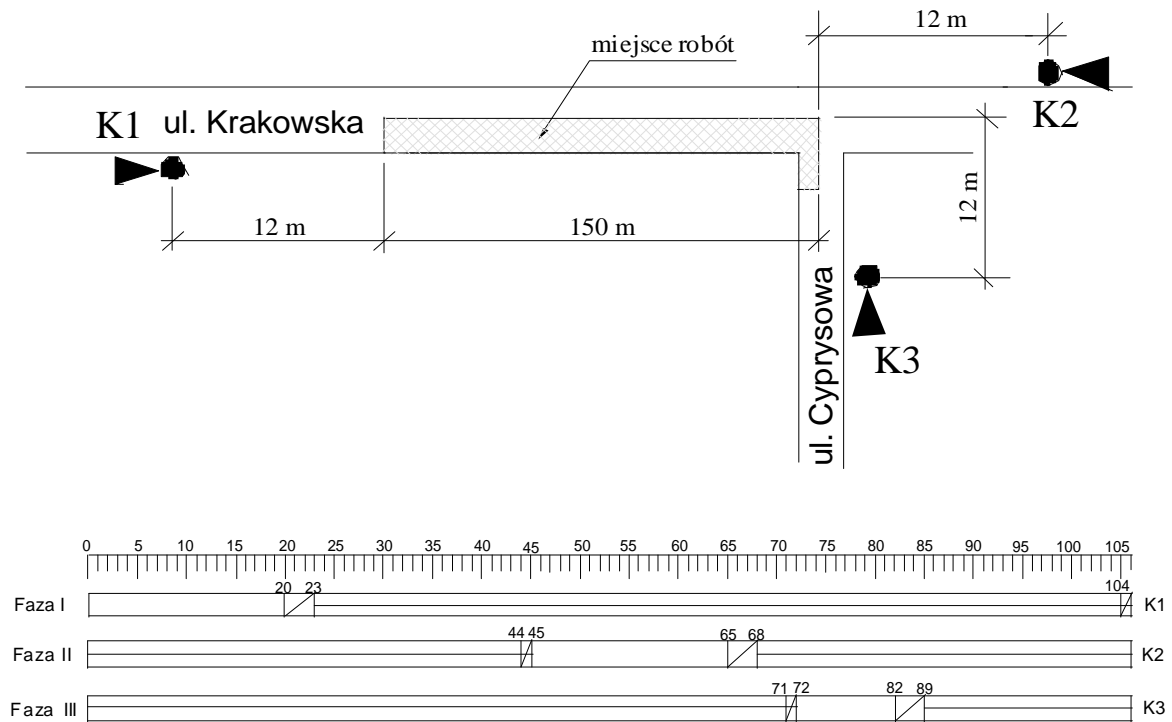 12 m
miejsce robót
K2
K1 ul. Krakowska
12 m
12 m 150 m
ul. Cyprysowa
K3
0 5 10 15 20 25 30 35 40 45 50 55 60 65 70 75 80 85 90 95 100 105
20 23 104
Faza I K1
44 45 65 68
Faza II K2
71 72 82 89
Faza III K3